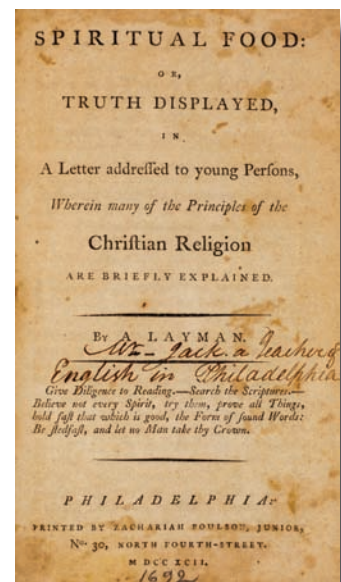 SPIRITUAL FOOD:
OR,
TRUTH DISPLAYED,
IN
A Letter addreſſed to young Perſons,
Wherein many of the Principles of the
Chriſtian Religion
ARE BRIEFLY EXPLAINED.
BY A LAYMAN.
Mr- Jack. a Teacher of
English in Philadelphia
Give Diligence to Reading.—Search the Scriptures.—
Believe not every Spirit, try them, prove all Things,
hold faſt that which is good, the Form of ſound Words:
Be ſtedfaſt, and let no Man take thy Crown.
PHILADELPHIA:
PRINTED BY ZACHARIAH POULSON, JUNIOR,
No. 30, NORTH FOURTH-STREET.
M DCC XCII.
1692